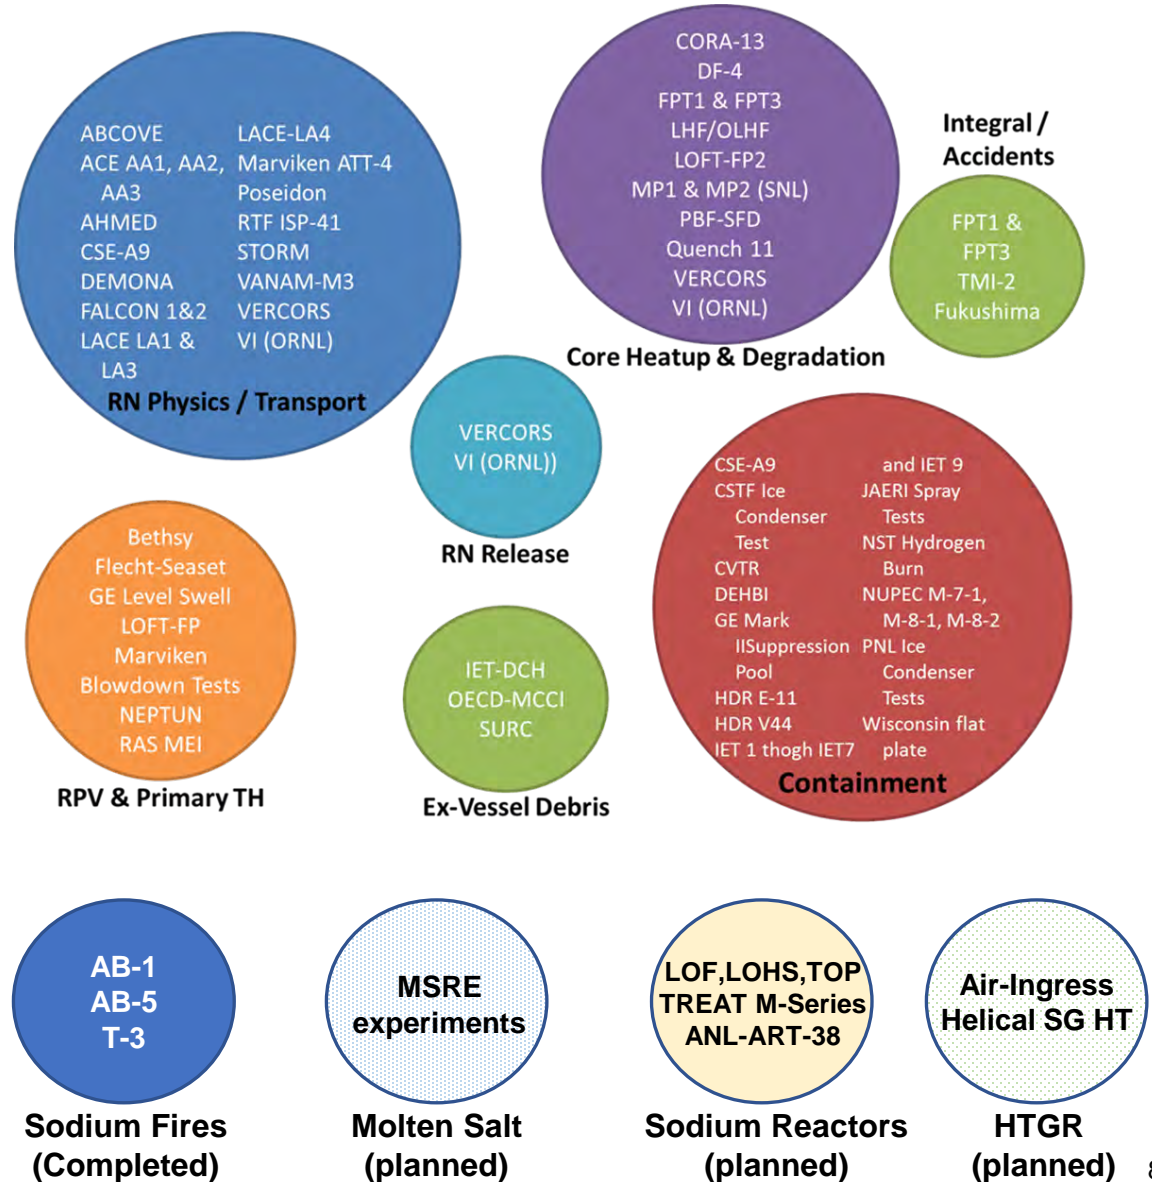 ABCOVE
ACE AA1, AA2,
AA3
AHMED
CSE-A9
DEMONA
FALCON 1&2
LACE LA1 &
LA3
LACE-LA4
Marviken ATT-4
Poseidon
RTF ISP-41
STORM
VANAM-M3
VERCORS
VI (ORNL)
RN Physics / Transport
CORA-13
DF-4
FPT1 & FPT3
LHF/OLHF
LOFT-FP2
MP1 & MP2 (SNL)
PBF-SFD
Quench 11
VERCORS
VI (ORNL)
Core Heatup & Degradation
Integral /
Accidents
FPT1 &
FPT3
TMI-2
Fukushima
VERCORS
VI (ORNL))
RN Release
Bethsy
Flecht-Seaset
GE Level Swell
LOFT-FP
Marviken
Blowdown Tests
NEPTUN
RAS MEI
RPV & Primary TH
IET-DCH
OECD-MCCI
SURC
Ex-Vessel Debris
CSE-A9
CSTF Ice
Condenser
Test
CVTR
DEHBI
GE Mark
IISuppression
Pool
HDR E-11
HDR V44
IET 1 thogh IET7
and IET 9
JAERI Spray
Tests
NST Hydrogen
Burn
NUPEC M-7-1,
M-8-1, M-8-2
PNL Ice
Condenser
Tests
Wisconsin flat
plate
Containment
AB-1
AB-5
T-3
Sodium Fires
(Completed)
MSRE
experiments
Molten Salt
(planned)
LOF,LOHS,TOP
TREAT M-Series
ANL-ART-38
Sodium Reactors
(planned)
Air-Ingress
Helical SG HT
HTGR
(planned)